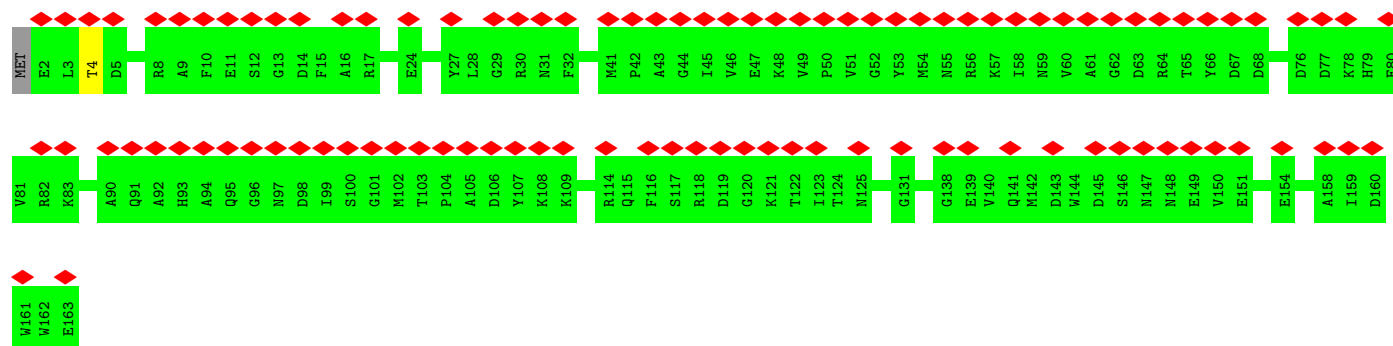 MET E2 L3 T4 D5 R8 A9 F10 E11 S12 G13 D14 F15 A16 R17 E24 Y27 L28 G29 R30 N31 F32 M41 P42 A43 G44 I45 V46 E47 K48 V49 P50 V51 G52 Y53 M54 N55 R56 K57 I58 N59 V60 A61 G62 D63 R64 T65 Y66 D67 D68 D76 D77 K78 H79 E80
V81 R82 K83 A90 Q91 A92 H93 A94 Q95 G96 N97 D98 I99 S100 G101 M102 T103 P104 A105 D106 Y107 K108 K109 R114 Q115 F116 S117 R118 D119 G120 K121 T122 I123 T124 N125 G131 G138 E139 V140 Q141 M142 D143 W144 D145 S146 N147 N148 E149 V150 E151 E154 A158 I159 D160
W161 W162 E163